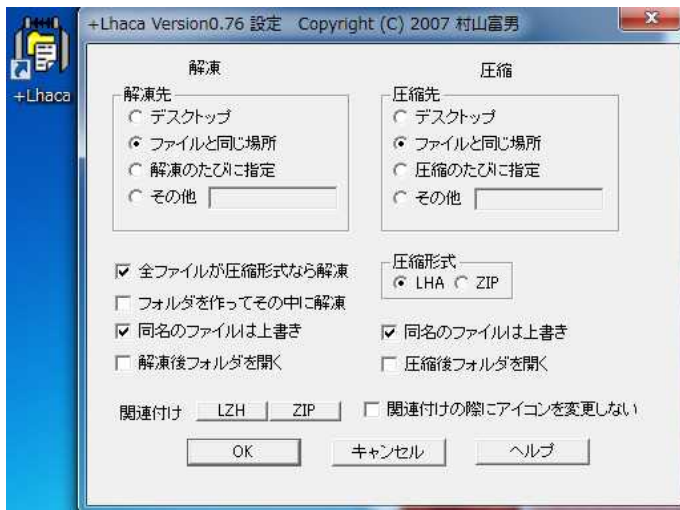 +Lhaca Version0.76 設定 Copyright (C) 2007 村山富男
+Lhaca
解凍
解凍先
デスクトップ
ファイルと同じ場所
解凍のたびに指定
その他
全ファイルが圧縮形式なら解凍
フォルダを作ってその中に解凍
同名のファイルは上書き
解凍後フォルダを開く
圧縮
圧縮先
デスクトップ
ファイルと同じ場所
圧縮のたびに指定
その他
圧縮形式
LHA ZIP
同名のファイルは上書き
圧縮後フォルダを開く
関連付け LZH ZIP 関連付けの際にアイコンを変更しない
OK キャンセル ヘルプ